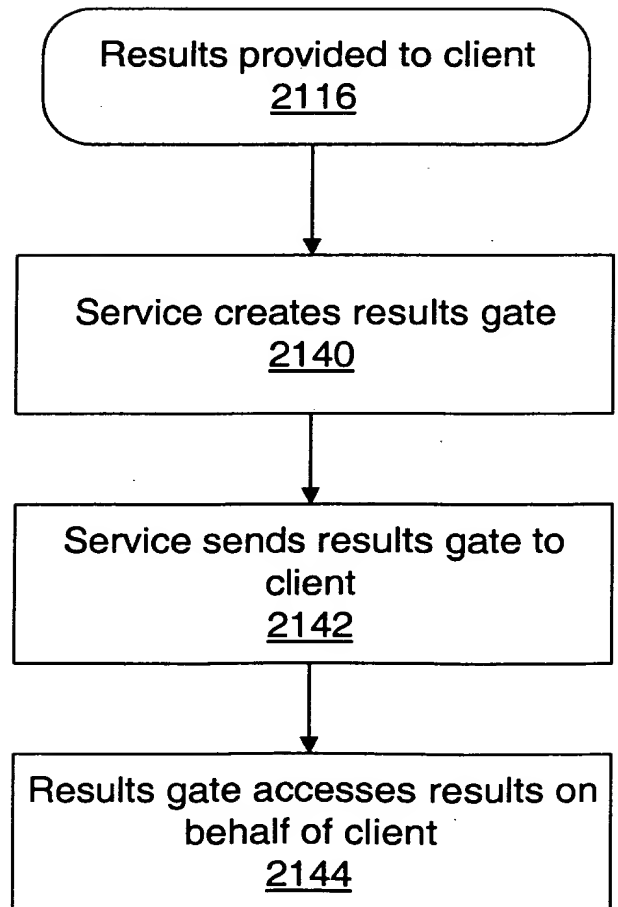 Results provided to client
2116
Service creates results gate
2140
Service sends results gate to
client
2142
Results gate accesses results on
behalf of client
2144